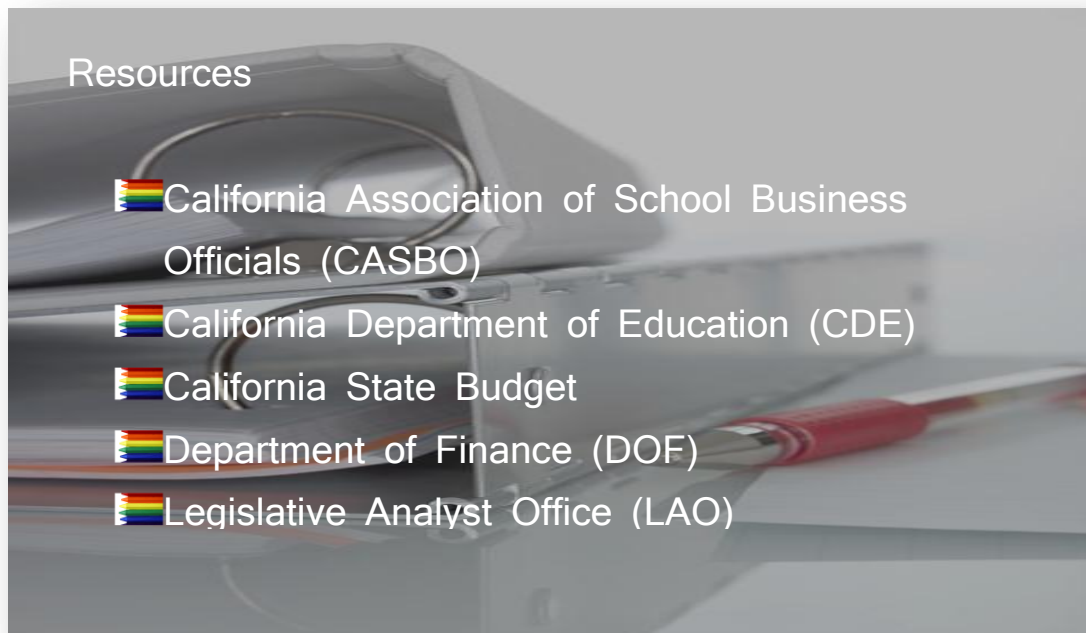 Resources
California Association of School Business
Officials (CASBO)
California Department of Education (CDE)
California State Budget
Department of Finance (DOF)
Legislative Analyst Office (LAO)